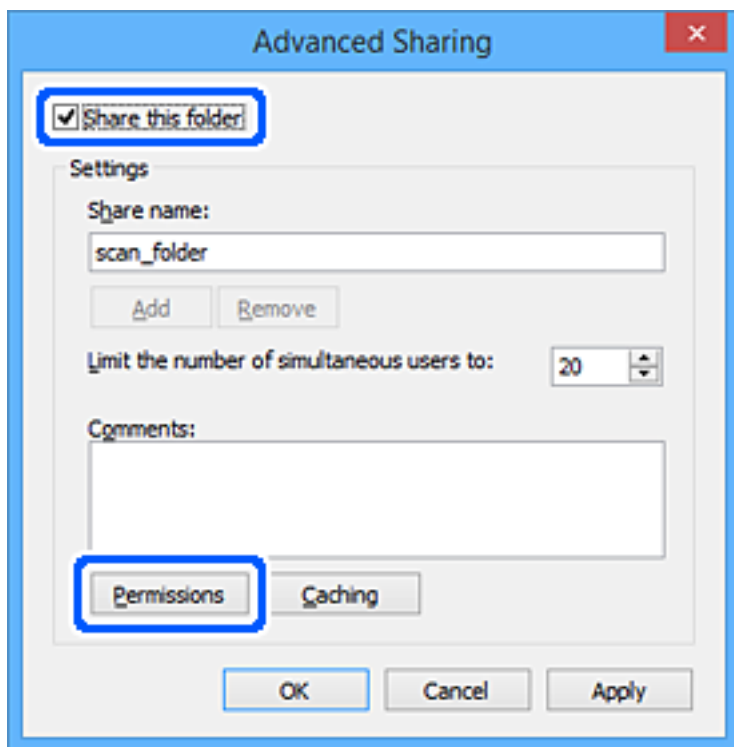 Advanced Sharing
Share this folder
Settings
Share name:
scan_folder
Add Remove
Limit the number of simultaneous users to: 20
Comments:
Permissions Caching
OK Cancel Apply